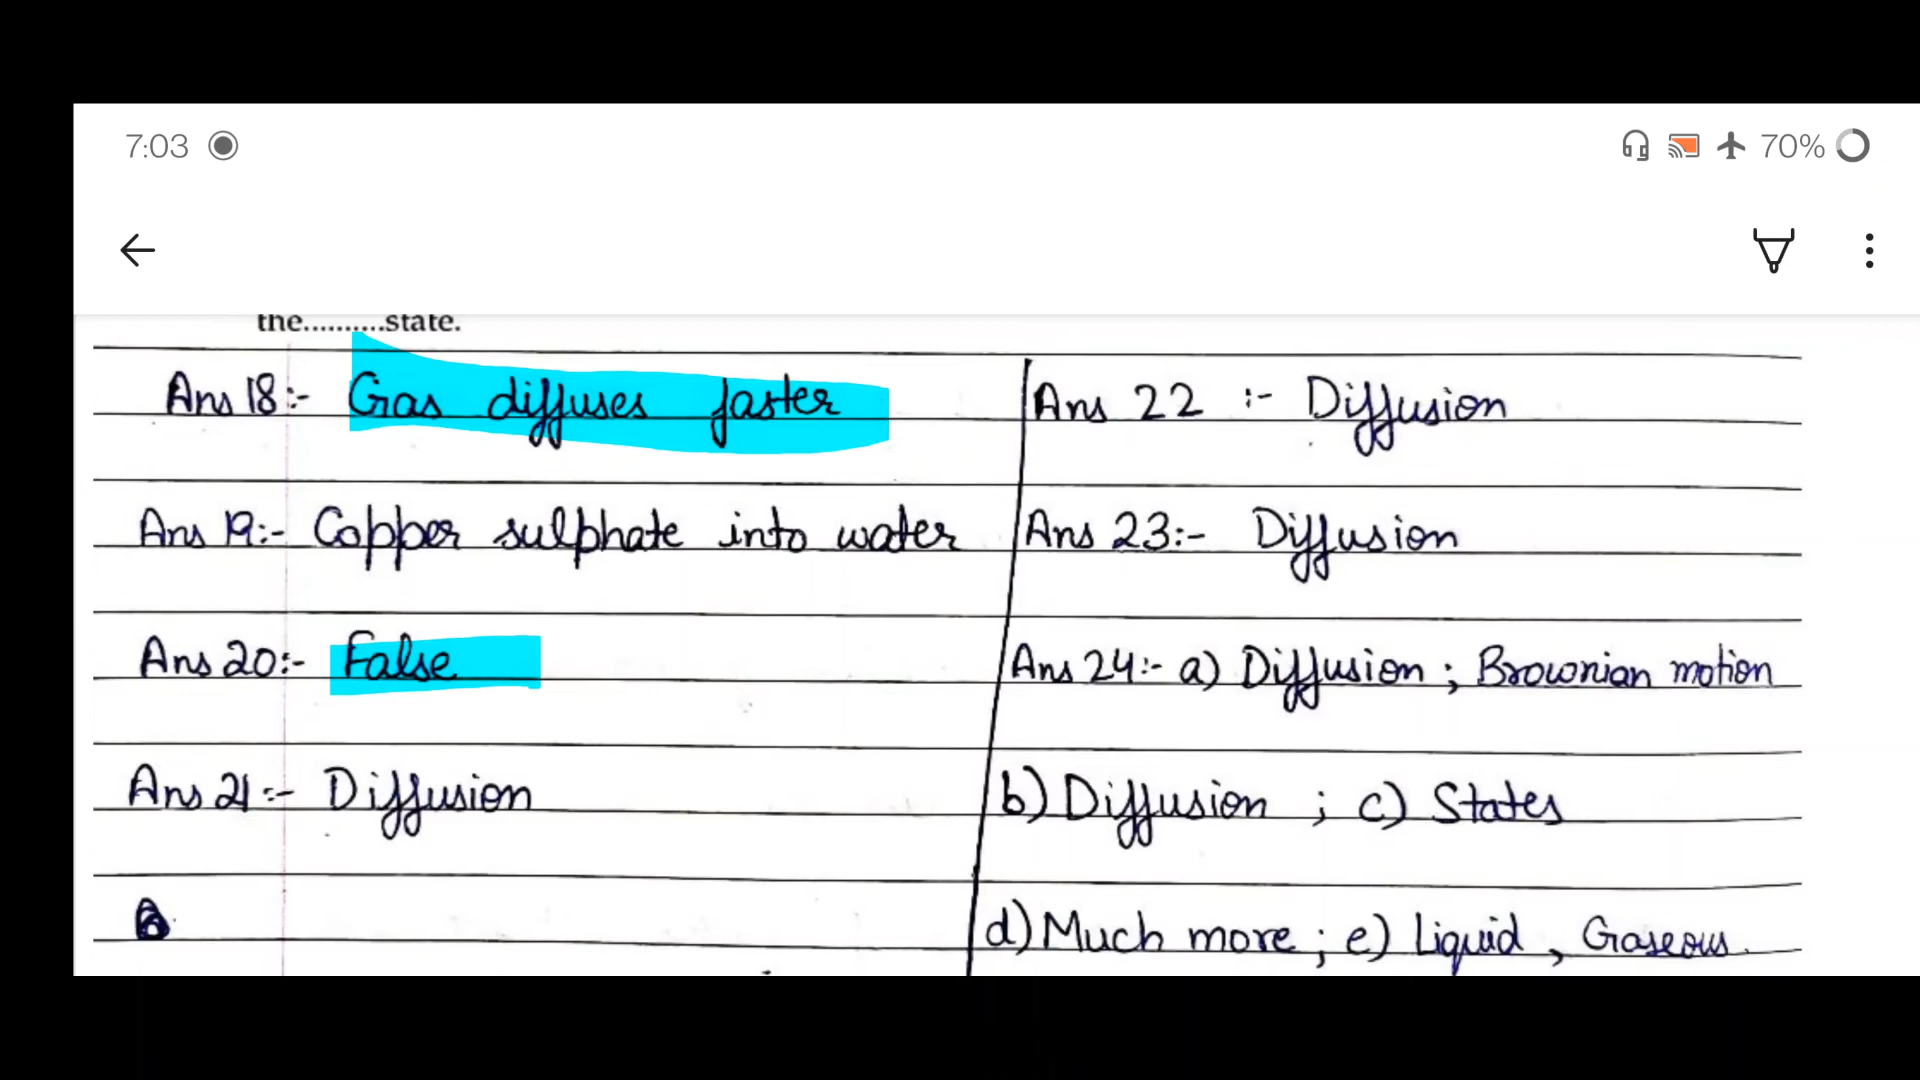 7:03
70%
the..........state.
Ans 18:- Gas diffuses faster
Ans 19:- Copper sulphate into water
Ans 20:- False
Ans 21:- Diffusion
Ans 22 :- Diffusion
Ans 23:- Diffusion
Ans 24:- a) Diffusion ; Brownian motion
b) Diffusion ; c) States
d) Much more ; e) Liquid , Gaseous.